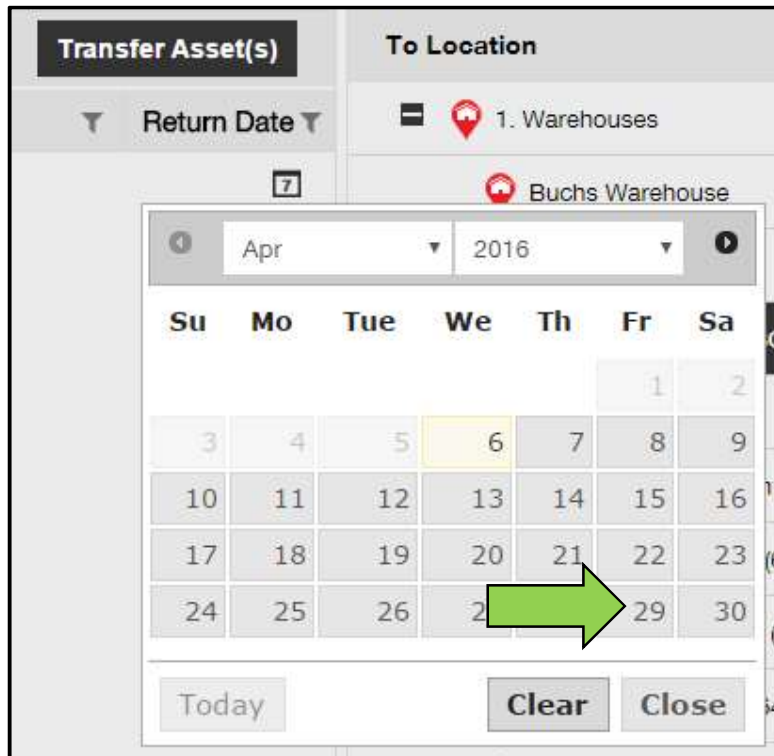 Transfer Asset(s) To Location
Return Date 1. Warehouses
7
Buchs Warehouse
Apr 2016
Su Mo Tue We Th Fr Sa
1 2
3 4 5 6 7 8 9
10 11 12 13 14 15 16
17 18 19 20 21 22 23
24 25 26 29 30
Today Clear Close